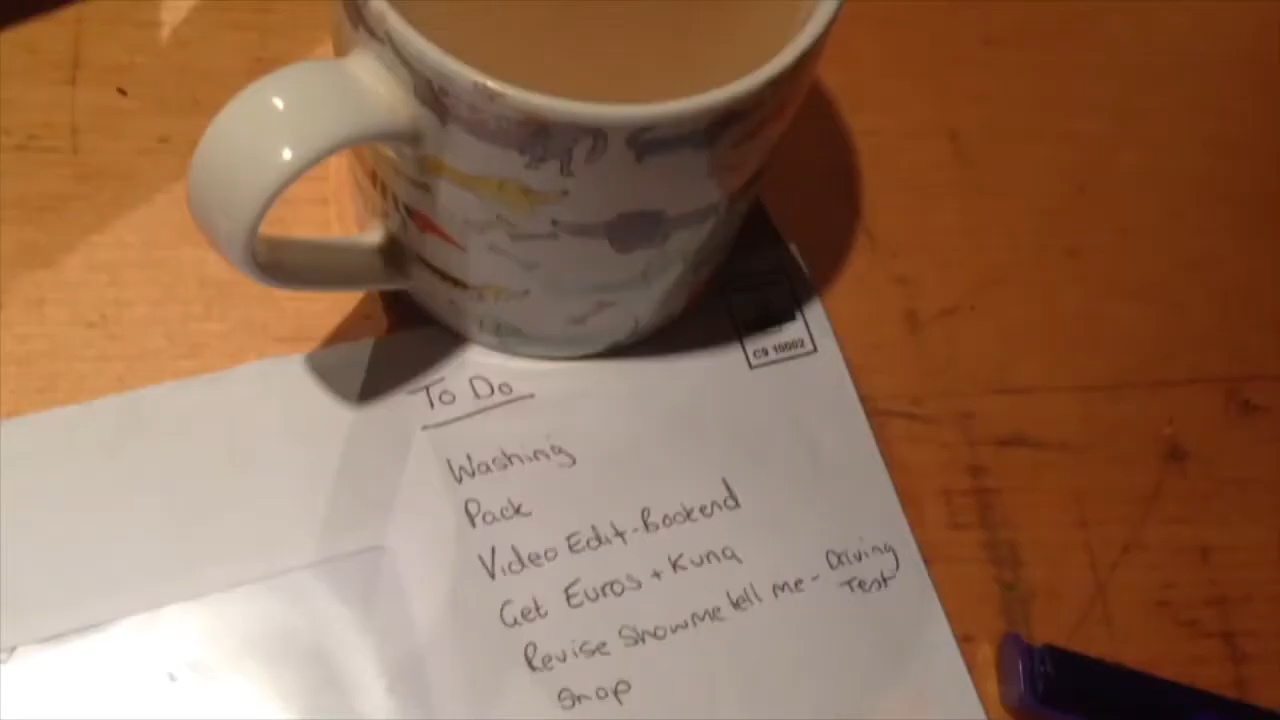 To Do
Washing
Pack
Video Edit-Bookend
Get Euros + Kuna
Revise Show me tell me - Driving Test
Shop
C9 10002